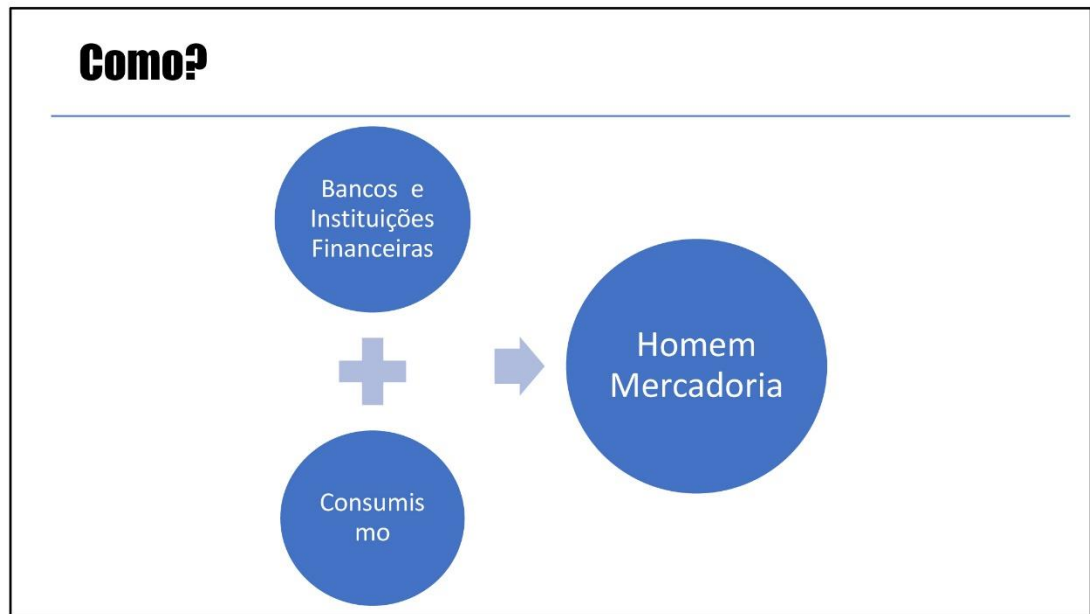 Como?
Bancos e
Instituições
Financeiras
Consumis
mo
Homem
Mercadoria